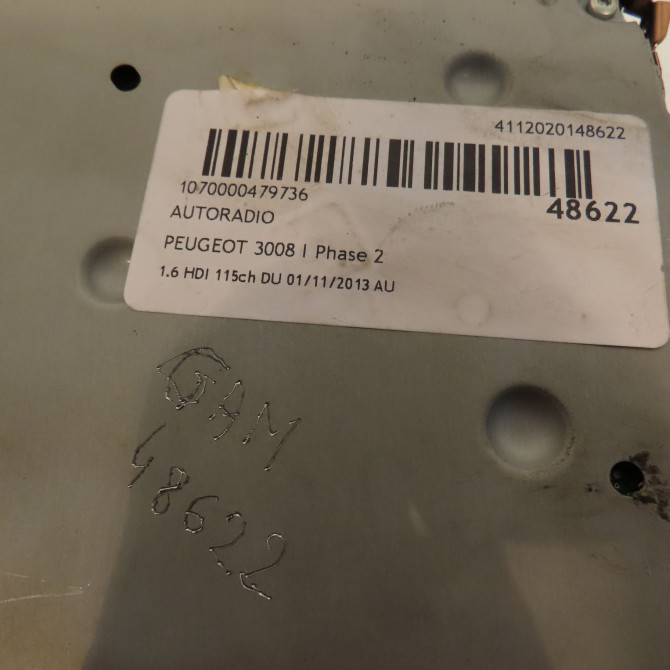 4112020148622
1070000479736
48622
AUTORADIO
PEUGEOT 3008 I Phase 2
1.6 HDI 115ch DU 01/11/2013 AU
GAM
48622